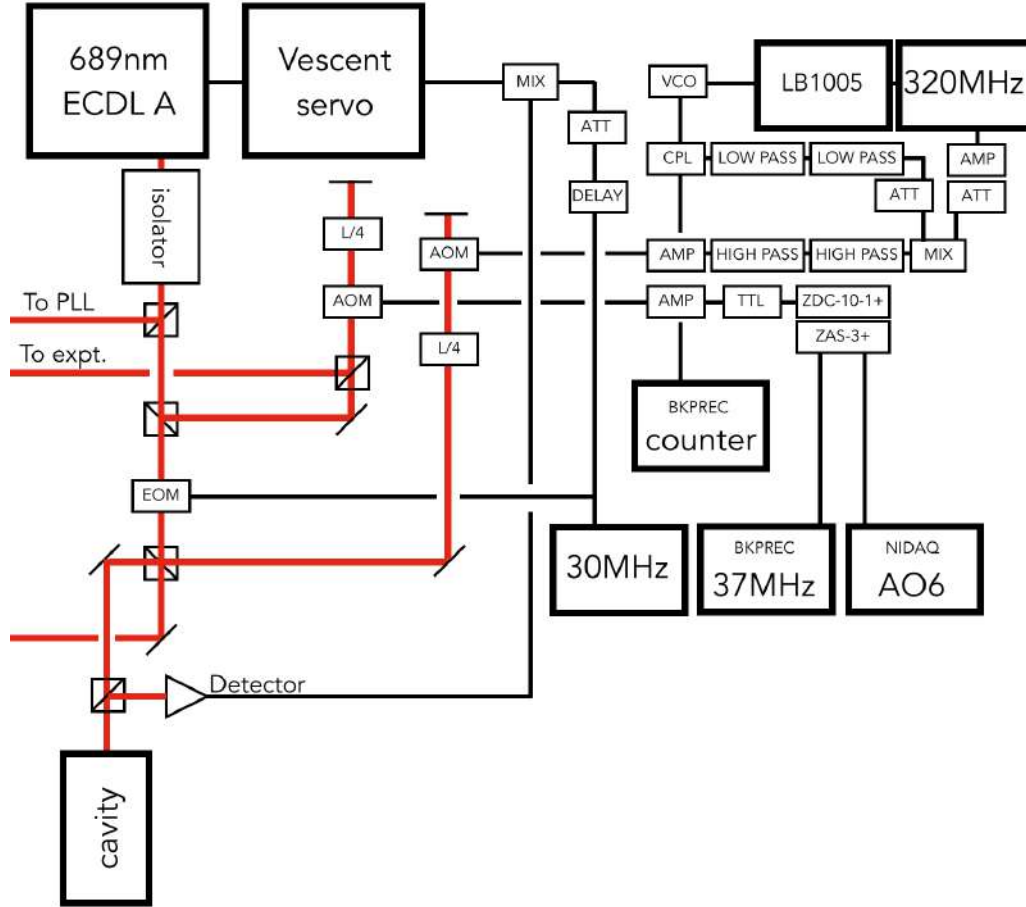 689nm
ECDL A
Vescent
servo
MIX
VCO
LB1005
320MHz
ATT
CPL
LOW PASS
LOW PASS
AMP
isolator
DELAY
ATT
ATT
L/4
AOM
AMP
HIGH PASS
HIGH PASS
MIX
To PLL
AOM
AMP
TTL
ZDC-10-1+
ZAS-3+
To expt.
L/4
BKPREC
counter
EOM
30MHz
BKPREC
37MHz
NIDAQ
AO6
Detector
cavity